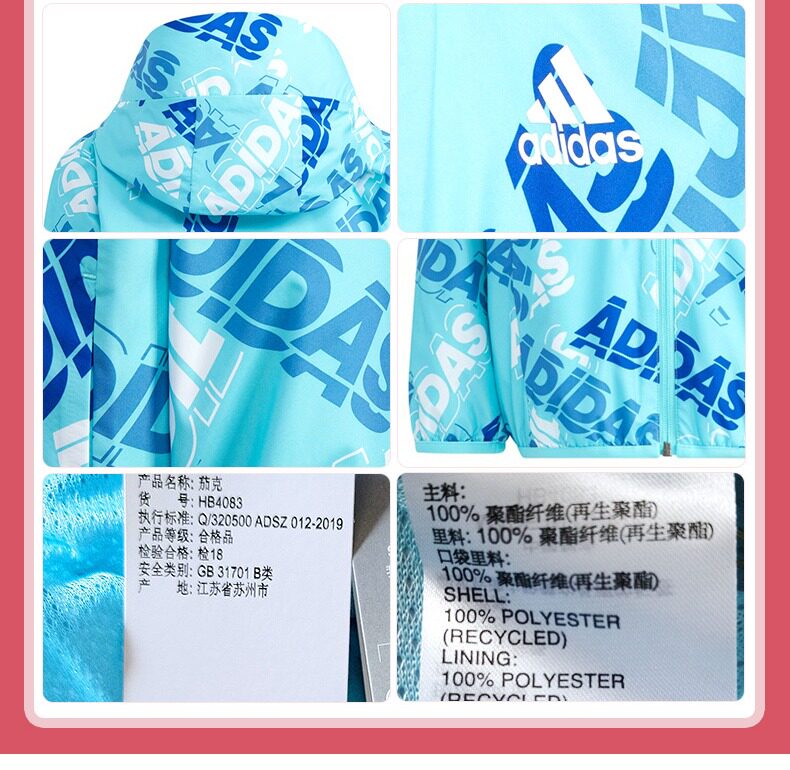 ADIDAS
ADIDAS
adidas
ADIDAS
ADIDAS
ADIDAS
ADIDAS
ADIDAS
产品名称: 茄克
货 号: HB4083
执行标准: Q/320500 ADSZ 012-2019
产品等级: 合格品
检验合格: 检18
安全类别: GB 31701 B类
产 地: 江苏省苏州市
主料:
100% 聚酯纤维(再生聚酯)
里料: 100% 聚酯纤维(再生聚酯)
口袋里料:
100% 聚酯纤维(再生聚酯)
SHELL:
100% POLYESTER
(RECYCLED)
LINING:
100% POLYESTER
(RECYCLED)